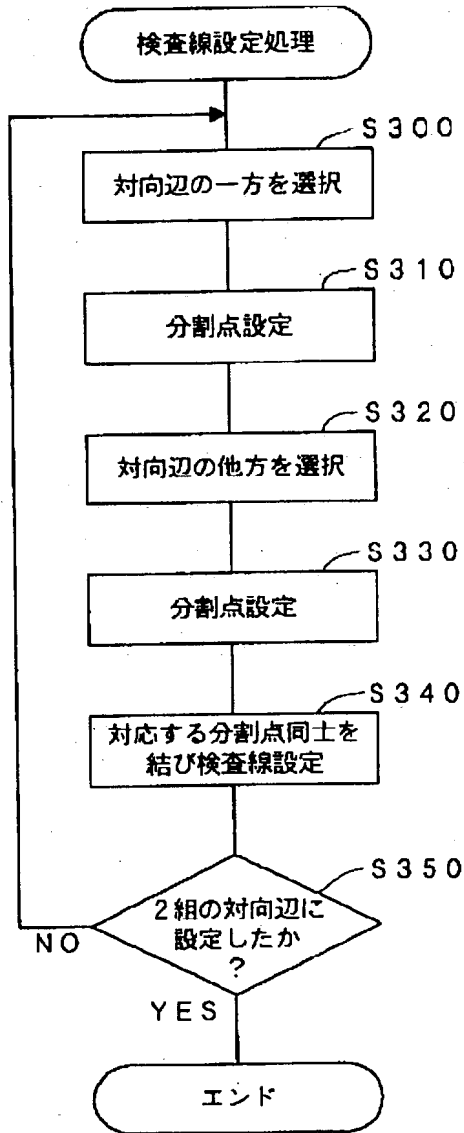 検査線設定処理
S300
対向辺の一方を選択
S310
分割点設定
S320
対向辺の他方を選択
S330
分割点設定
S340
対応する分割点同士を
結び検査線設定
S350
2組の対向辺に
設定したか
?
NO
YES
エンド